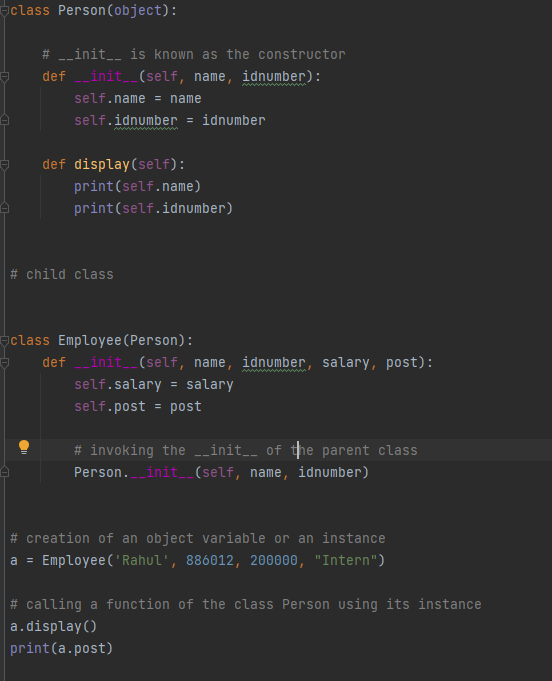 class Person(object):
    # __init__ is known as the constructor
    def __init__(self, name, idnumber):
        self.name = name
        self.idnumber = idnumber
    def display(self):
        print(self.name)
        print(self.idnumber)
# child class
class Employee(Person):
    def __init__(self, name, idnumber, salary, post):
        self.salary = salary
        self.post = post
        # invoking the __init__ of the parent class
        Person.__init__(self, name, idnumber)
# creation of an object variable or an instance
a = Employee('Rahul', 886012, 200000, "Intern")
# calling a function of the class Person using its instance
a.display()
print(a.post)